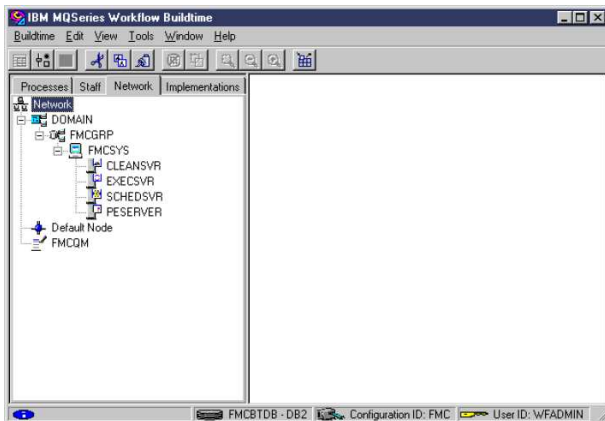 IBM MQSeries Workflow Buildtime
Buildtime Edit View Tools Window Help
Processes Staff Network Implementations
Network
DOMAIN
FMCGRP
FMCSYS
CLEANSVR
EXECSVR
SCHEDSVR
PESERVER
Default Node
FMCQM
FMCBTDB - DB2 Configuration ID: FMC User ID: WFADMIN